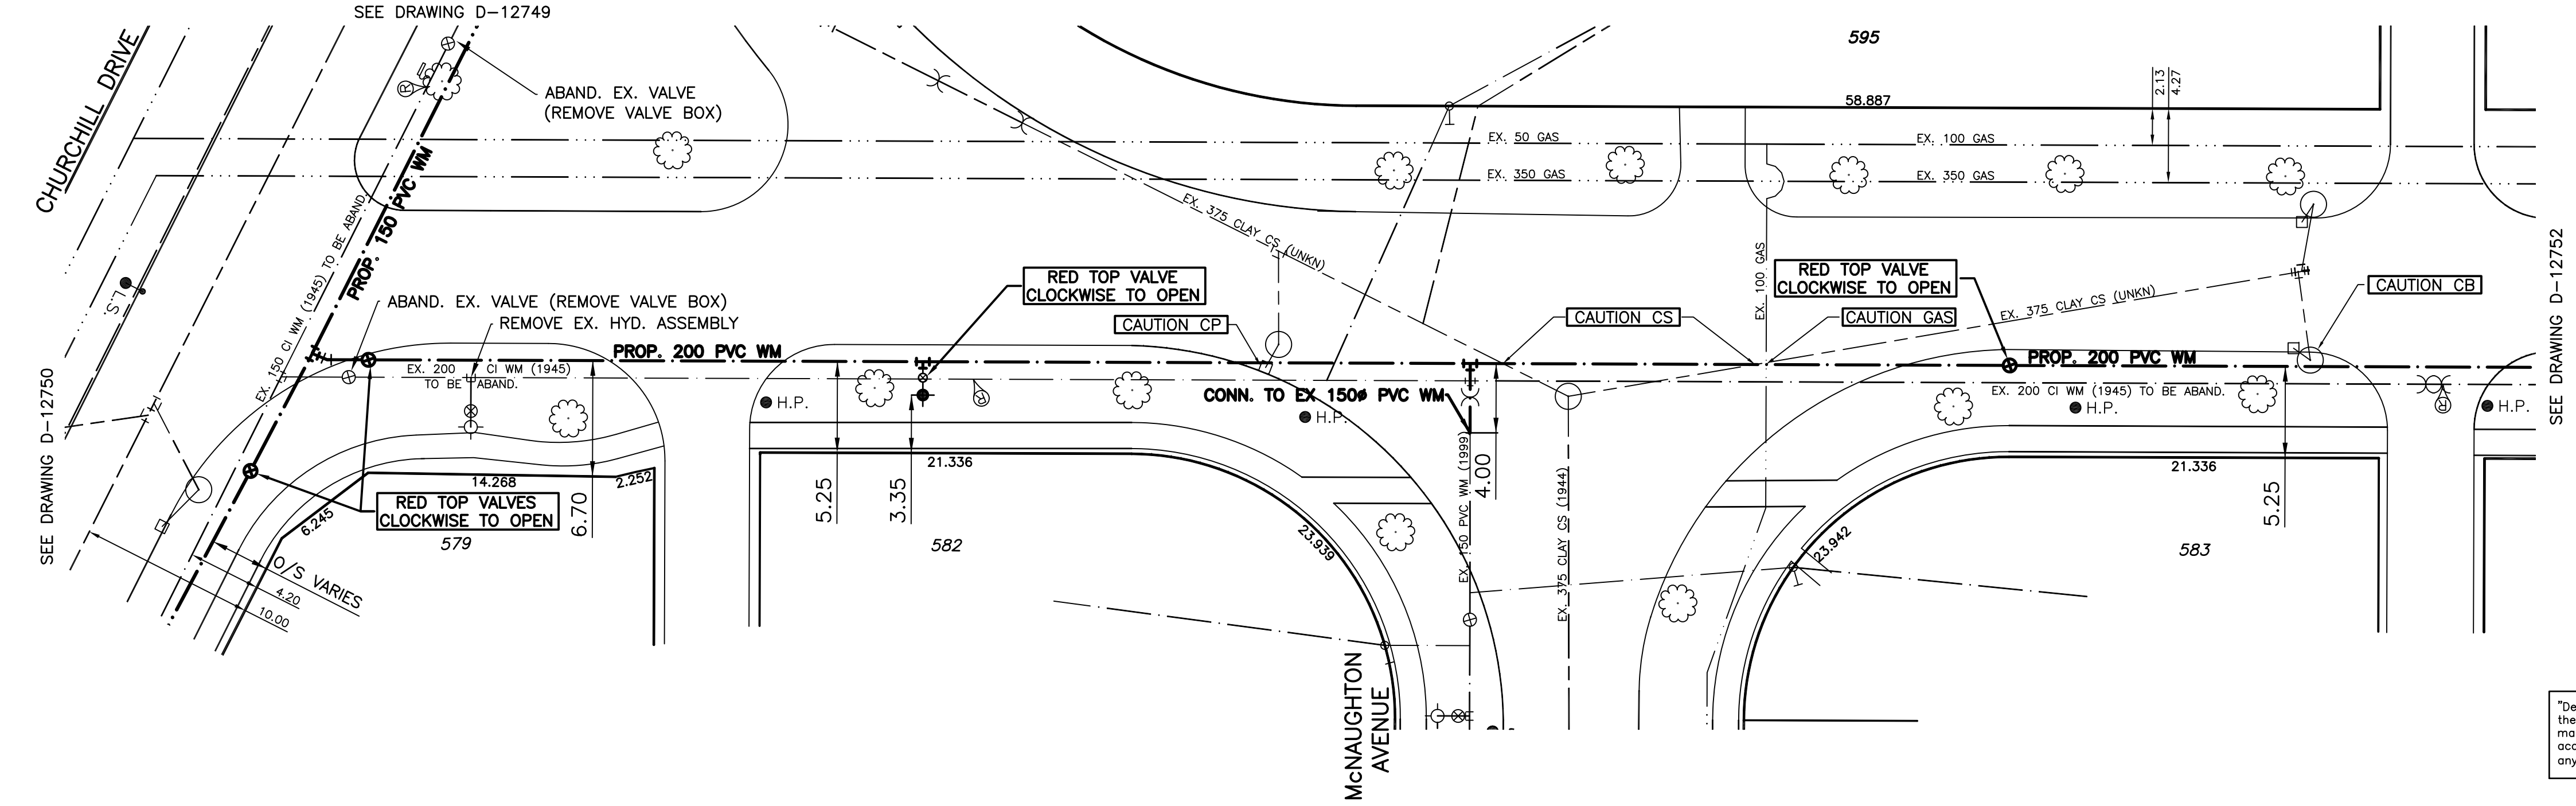 SEE DRAWING D-12749
CHURCHILL DRIVE
ABAND. EX. VALVE
(REMOVE VALVE BOX)
595
58.887
2.13
4.27
EX. 50 GAS
EX. 100 GAS
EX. 350 GAS
EX. 350 GAS
R
PROP. 150 PVC WM
EX. 150 CI WM (1945) TO BE ABAND.
EX. 375 CLAY CS (UNKN)
EX. 100 GAS
L.S.
ABAND. EX. VALVE (REMOVE VALVE BOX)
REMOVE EX. HYD. ASSEMBLY
RED TOP VALVE
CLOCKWISE TO OPEN
CAUTION CP
CAUTION CS
CAUTION GAS
RED TOP VALVE
CLOCKWISE TO OPEN
EX. 375 CLAY CS (UNKN)
CAUTION CB
SEE DRAWING D-12752
SEE DRAWING D-12750
PROP. 200 PVC WM
PROP. 200 PVC WM
EX. 200 CI WM (1945)
TO BE ABAND.
H.P.
R
CONN. TO EX 150ø PVC WM
H.P.
EX. 200 CI WM (1945) TO BE ABAND.
H.P.
R
H.P.
14.268
2.252
6.245
RED TOP VALVES
CLOCKWISE TO OPEN
6.70
579
5.25
3.35
21.336
582
23.939
EX. 150 PVC WM (1999)
4.00
EX. 375 CLAY CS (1944)
23.942
21.336
583
5.25
O/S VARIES
4.20
10.00
McNAUGHTON
AVENUE
"De
the
ma
acc
any